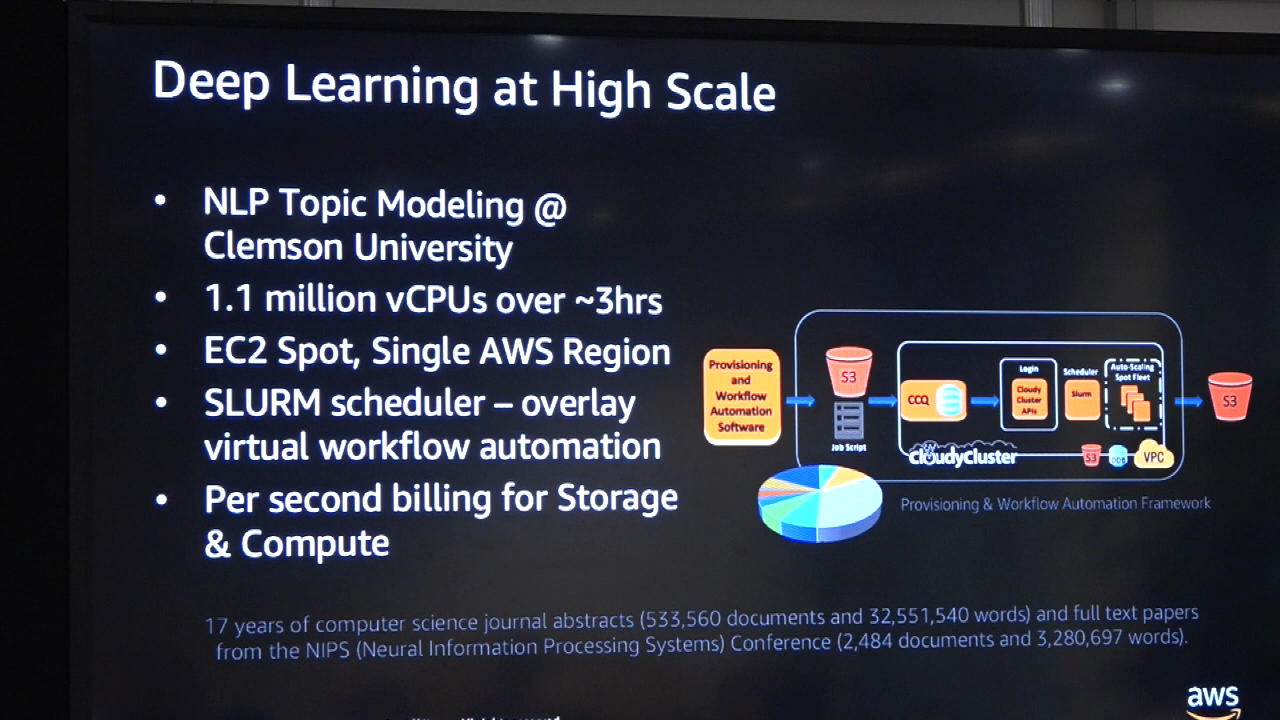 Deep Learning at High Scale
• NLP Topic Modeling @
Clemson University
• 1.1 million vCPUs over ~3hrs
• EC2 Spot, Single AWS Region
• SLURM scheduler – overlay
virtual workflow automation
• Per second billing for Storage
& Compute
Provisioning
and
Workflow
Automation
Software
S3
Job Script
CCQ
Login
Cloudy
Cluster
APIs
Scheduler
Slurm
Auto-Scaling
Spot Fleet
S3
CloudyCluster
S3
DDB
VPC
Provisioning & Workflow Automation Framework
17 years of computer science journal abstracts (533,560 documents and 32,551,540 words) and full text papers
from the NIPS (Neural Information Processing Systems) Conference (2,484 documents and 3,280,697 words).
aws